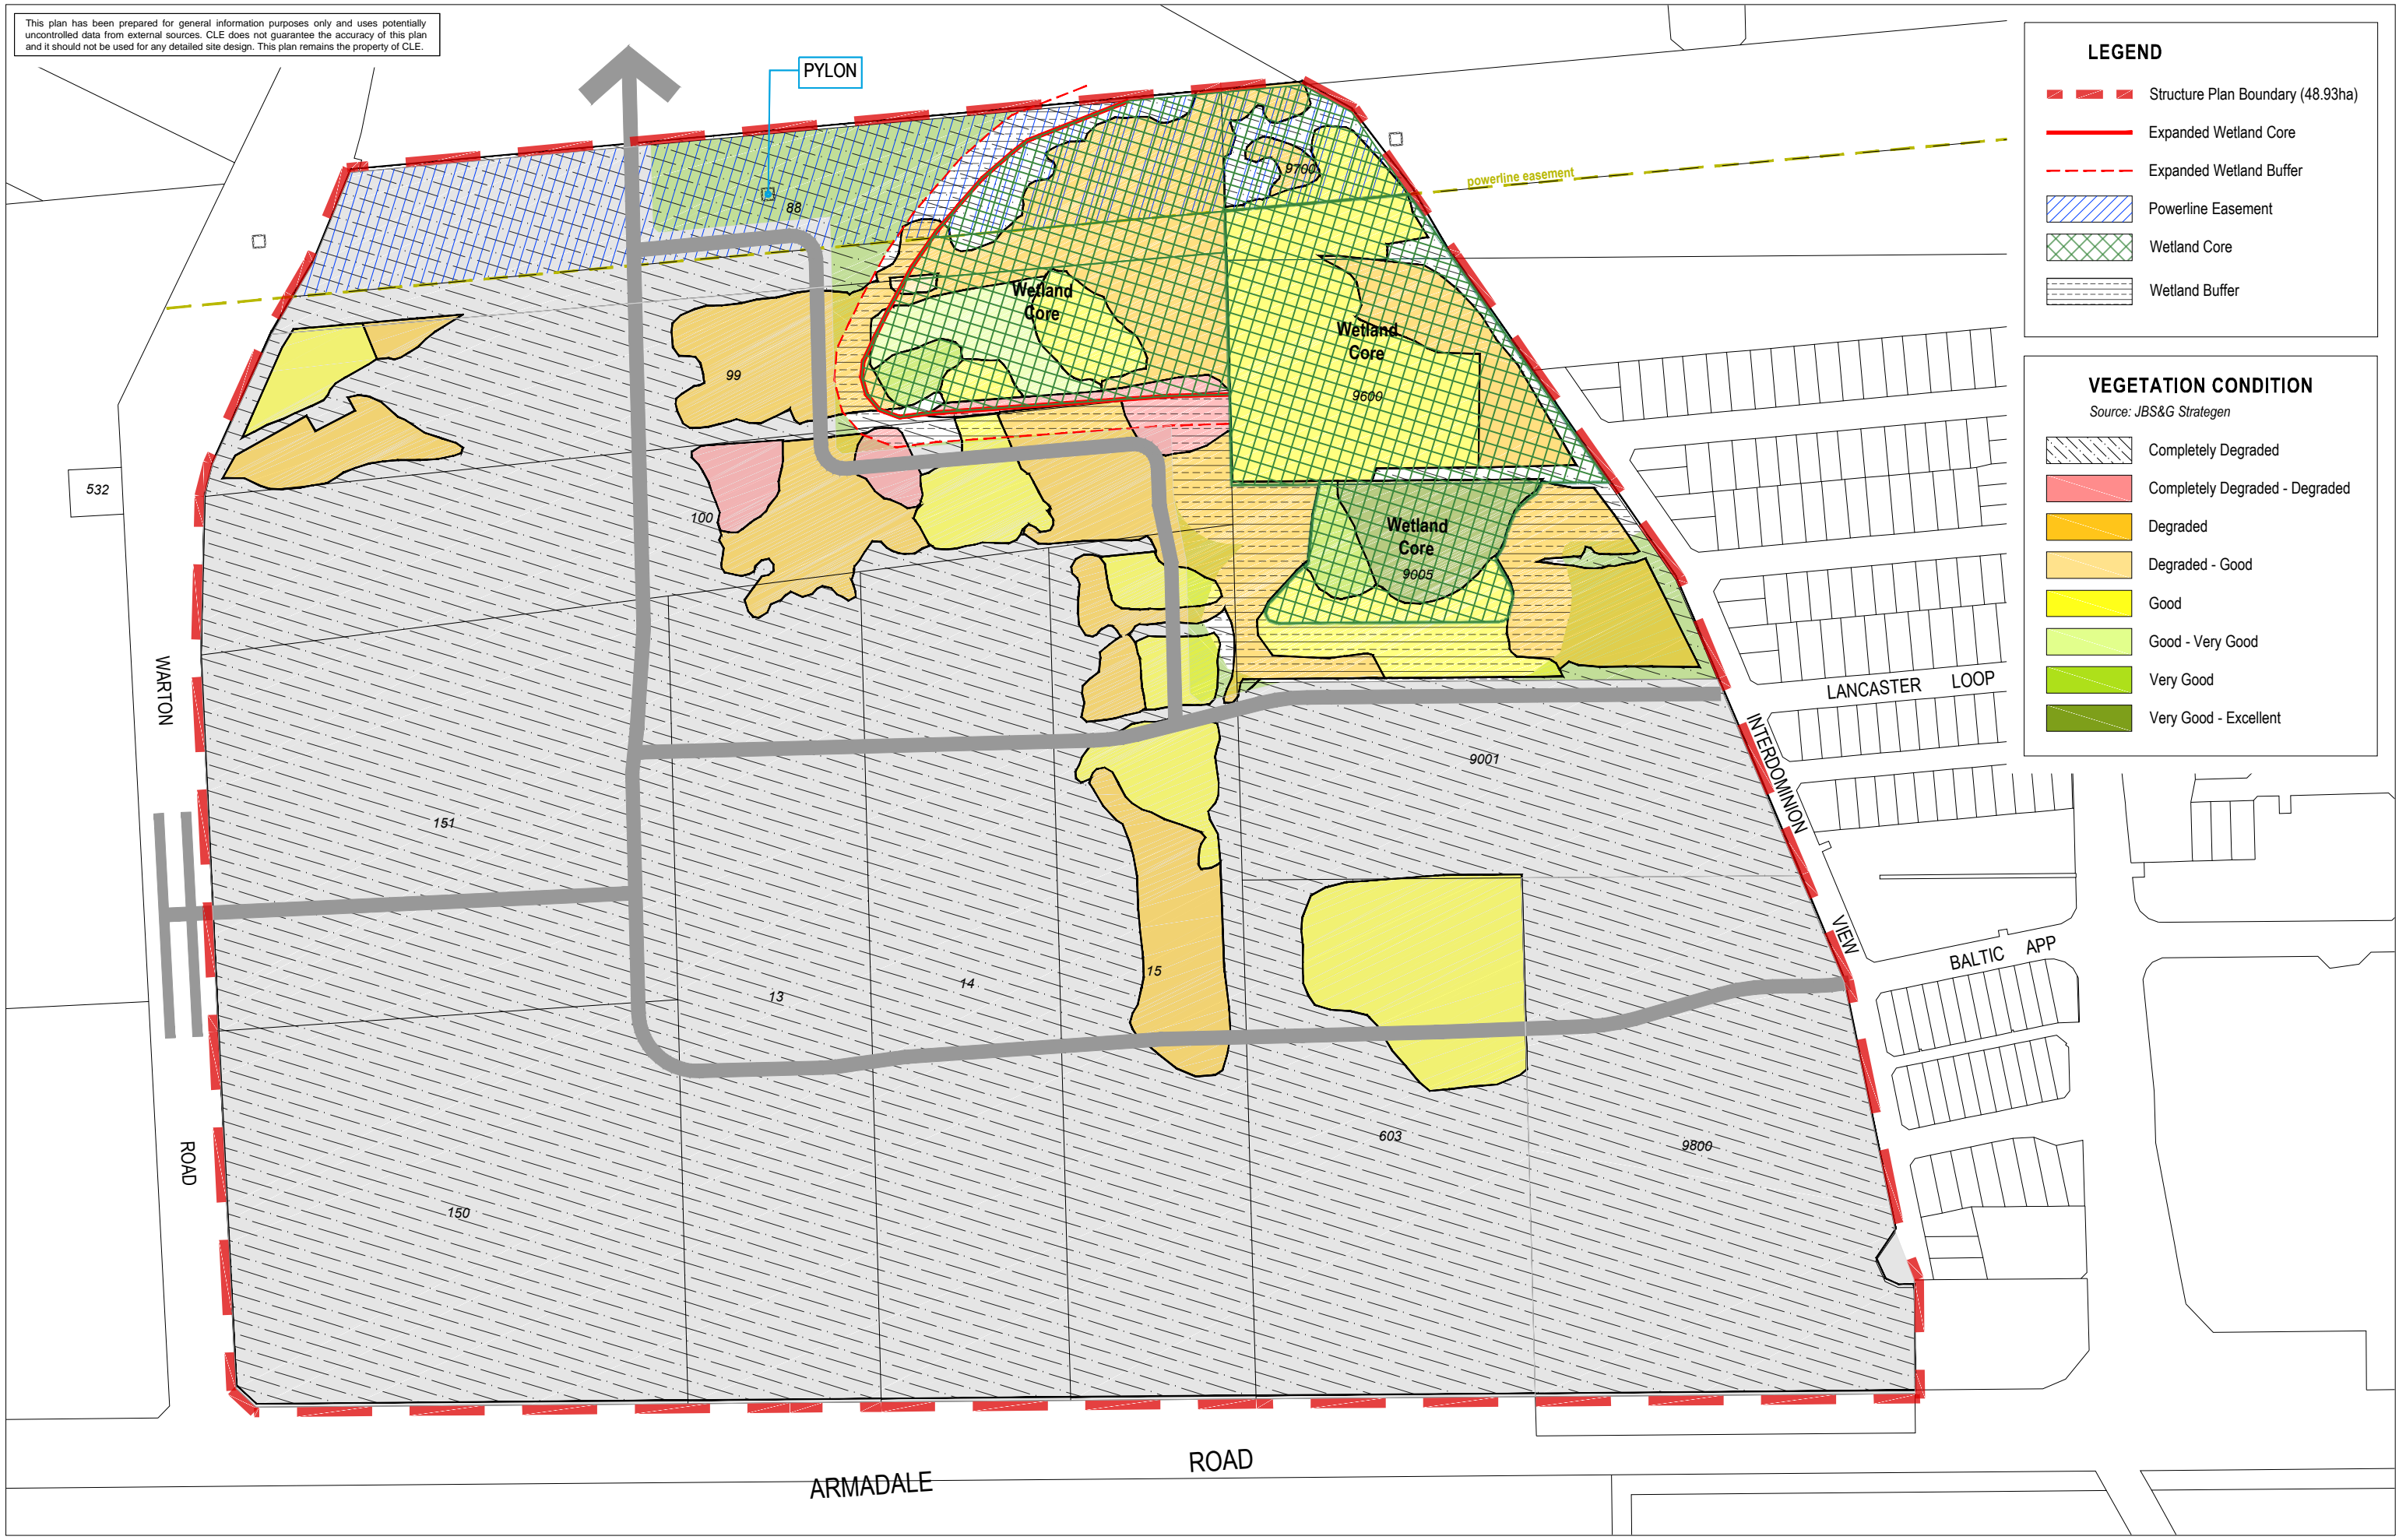 This plan has been prepared for general information purposes only and uses potentially
uncontrolled data from external sources. CLE does not guarantee the accuracy of this plan
and it should not be used for any detailed site design. This plan remains the property of CLE.
PYLON
LEGEND
Structure Plan Boundary (48.93ha)
Expanded Wetland Core
Expanded Wetland Buffer
Powerline Easement
Wetland Core
Wetland Buffer
VEGETATION CONDITION
Source: JBS&G Strategen
Completely Degraded
Completely Degraded - Degraded
Degraded
Degraded - Good
Good
Good - Very Good
Very Good
Very Good - Excellent
powerline easement
9700
88
Wetland
Core
Wetland
Core
99
9600
532
100
Wetland
Core
9005
WARTON
ROAD
LANCASTER LOOP
INTERDOMINION
VIEW
9001
151
BALTIC APP
13
14
15
603
9800
150
ARMADALE
ROAD